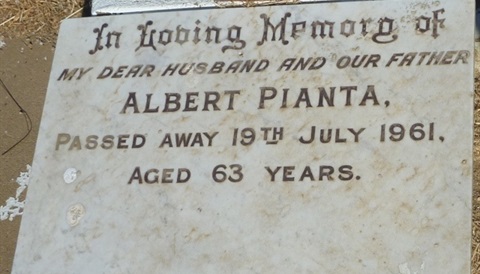 In Loving Memory of
MY DEAR HUSBAND AND OUR FATHER
ALBERT PIANTA,
PASSED AWAY 19TH JULY 1961,
AGED 63 YEARS.